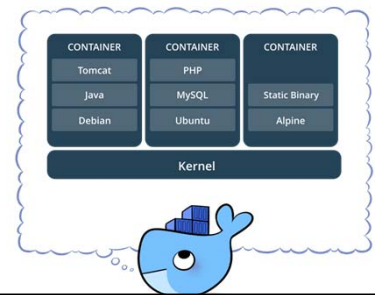 CONTAINER
Tomcat
Java
Debian
CONTAINER
PHP
MySQL
Ubuntu
CONTAINER
Static Binary
Alpine
Kernel